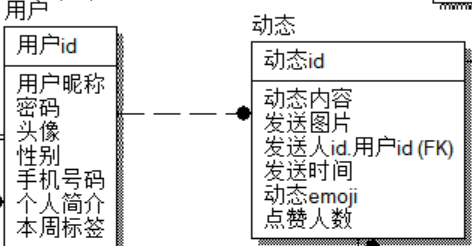 用户
用户id
用户昵称
密码
头像
性别
手机号码
个人简介
本周标签
动态
动态id
动态内容
发送图片
发送人id.用户id (FK)
发送时间
动态emoji
点赞人数